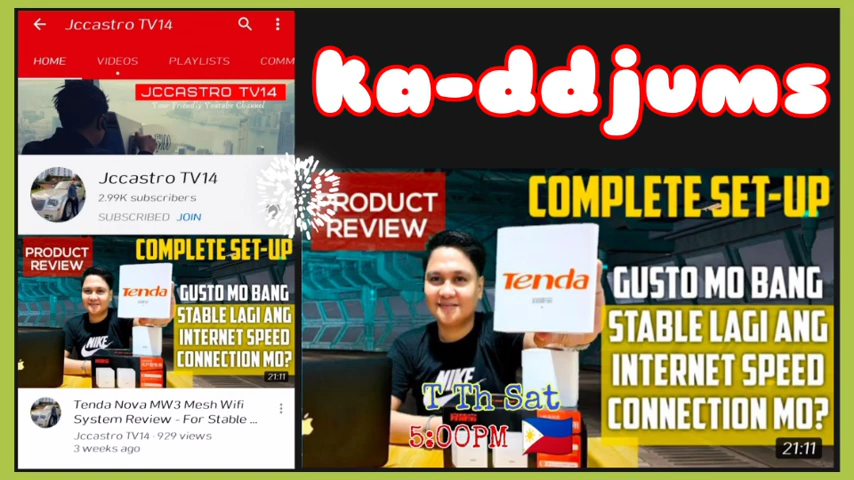 Jccastro TV14
HOME VIDEOS PLAYLISTS COMM
JCCASTRO TV14
Your friendly Youtube Channel
Jccastro TV14
2.99K subscribers
SUBSCRIBED JOIN
PRODUCT
REVIEW
COMPLETE SET-UP
Tenda
GUSTO MO BANG
STABLE LAGI ANG
INTERNET SPEED
CONNECTION MO?
NIKE
21:11
Tenda Nova MW3 Mesh Wifi
System Review - For Stable ...
Jccastro TV14 · 929 views
3 weeks ago
Ka-ddjums
PRODUCT
REVIEW
COMPLETE SET-UP
Tenda
GUSTO MO BANG
STABLE LAGI ANG
INTERNET SPEED
CONNECTION MO?
NIKE
T Th Sat
5:00PM
21:11